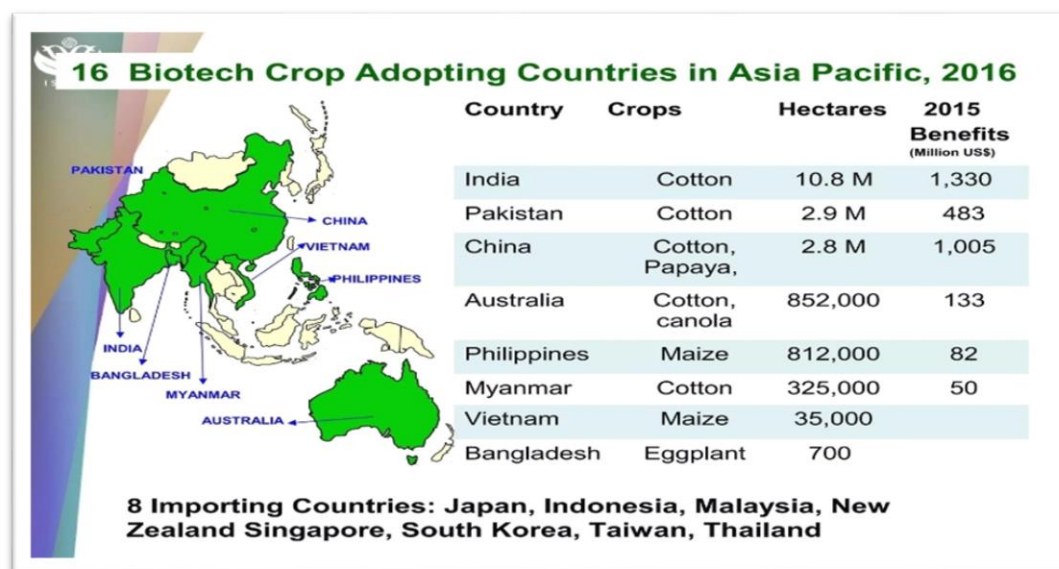 16 Biotech Crop Adopting Countries in Asia Pacific, 2016
PAKISTAN
CHINA
VIETNAM
PHILIPPINES
INDIA
BANGLADESH
MYANMAR
AUSTRALIA
Country Crops Hectares 2015
Benefits
(Million US$)
India Cotton 10.8 M 1,330
Pakistan Cotton 2.9 M 483
China Cotton, 2.8 M 1,005
Papaya,
Australia Cotton, 852,000 133
canola
Philippines Maize 812,000 82
Myanmar Cotton 325,000 50
Vietnam Maize 35,000
Bangladesh Eggplant 700
8 Importing Countries: Japan, Indonesia, Malaysia, New
Zealand Singapore, South Korea, Taiwan, Thailand